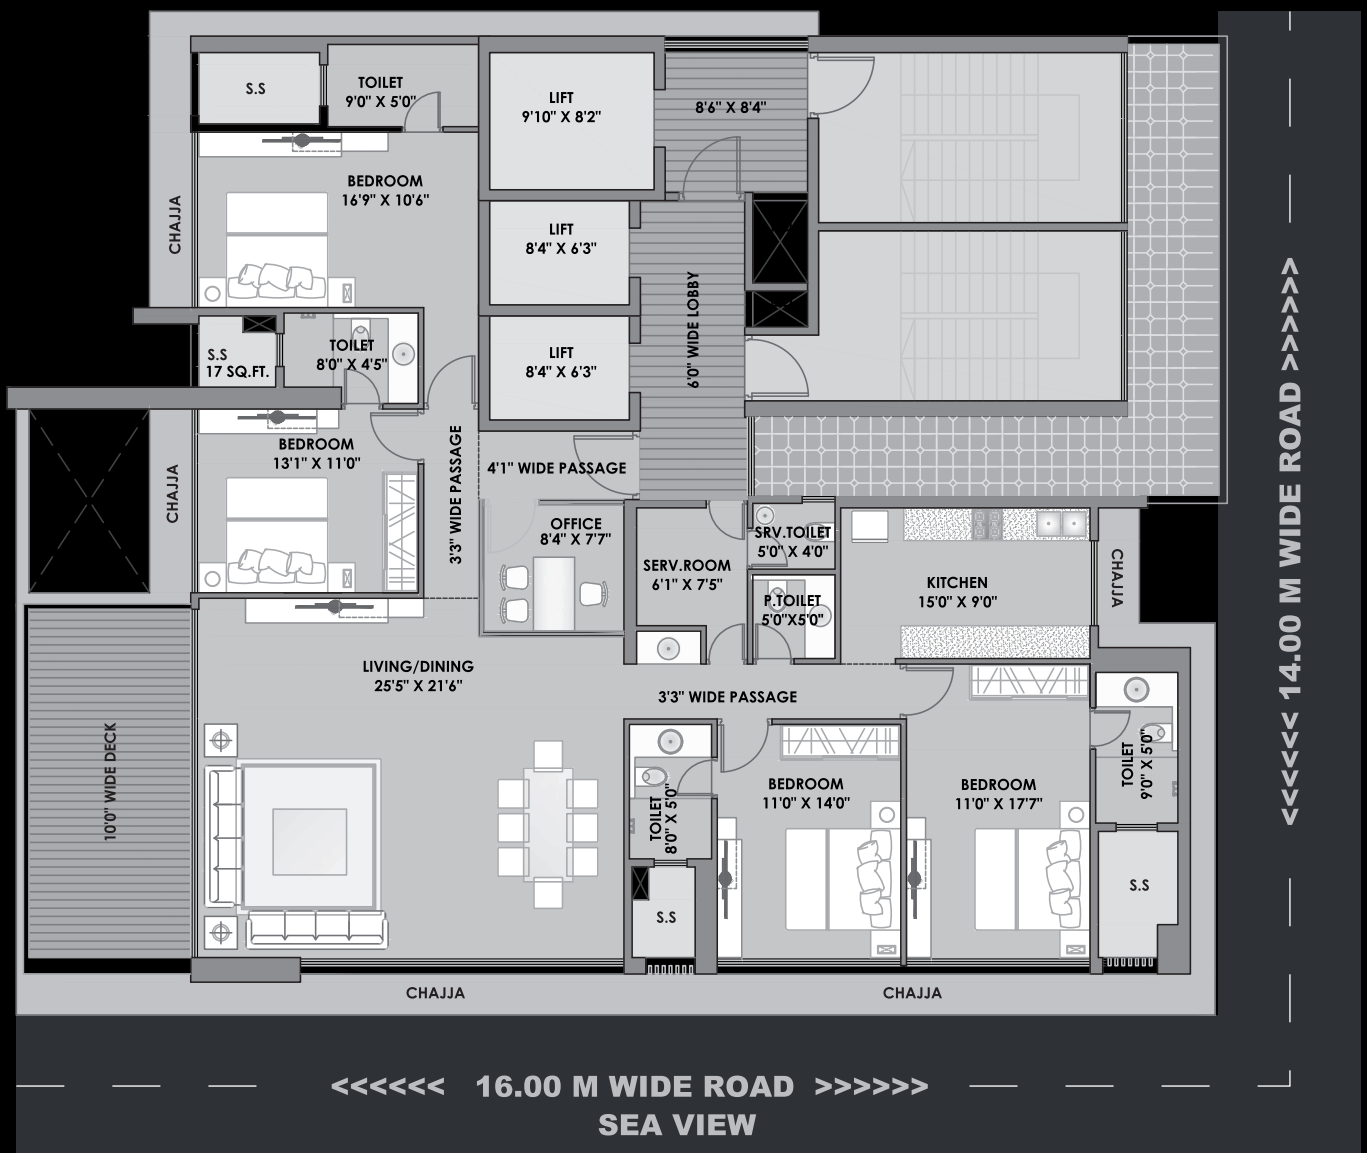 S.S
TOILET
9'0" X 5'0"
LIFT
9'10" X 8'2"
8'6" X 8'4"
BEDROOM
16'9" X 10'6"
CHAJJA
LIFT
8'4" X 6'3"
6'0" WIDE LOBBY
S.S
17 SQ.FT.
TOILET
8'0" X 4'5"
LIFT
8'4" X 6'3"
<<<<<< 14.00 M WIDE ROAD >>>>>>
CHAJJA
BEDROOM
13'1" X 11'0"
3'3" WIDE PASSAGE
4'1" WIDE PASSAGE
OFFICE
8'4" X 7'7"
SERV.ROOM
6'1" X 7'5"
SRV.TOILET
5'0" X 4'0"
P.TOILET
5'0"X5'0"
KITCHEN
15'0" X 9'0"
CHAJJA
LIVING/DINING
25'5" X 21'6"
3'3" WIDE PASSAGE
10'0" WIDE DECK
TOILET
8'0" X 5'0"
BEDROOM
11'0" X 14'0"
BEDROOM
11'0" X 17'7"
TOILET
9'0" X 5'0"
S.S
S.S
CHAJJA
CHAJJA
<<<<<< 16.00 M WIDE ROAD >>>>>>
SEA VIEW